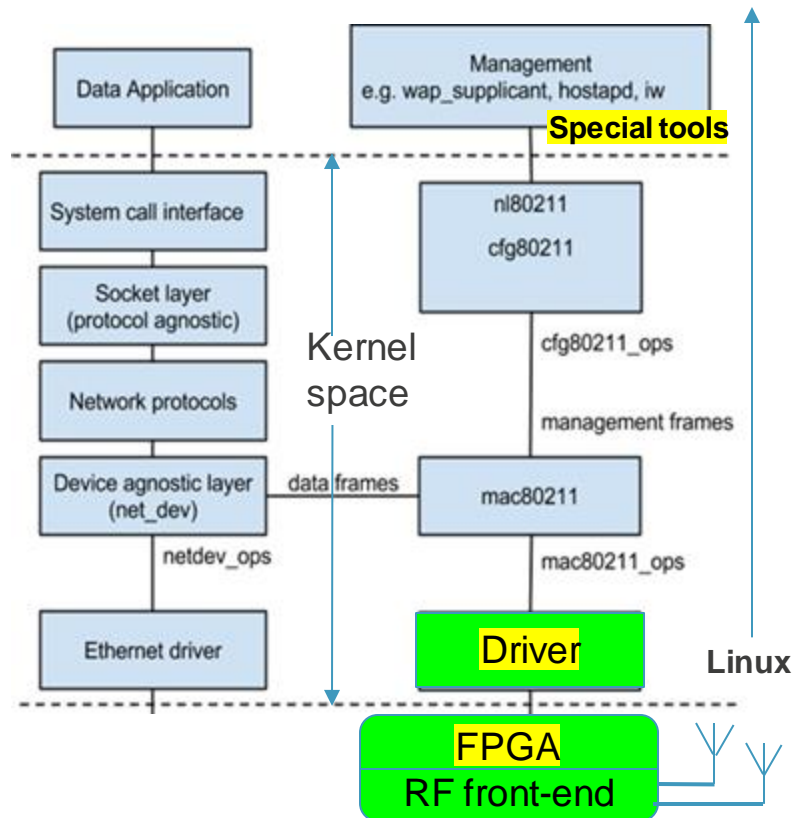 Data Application
Management
e.g. wap_supplicant, hostapd, iw
Special tools
System call interface
Socket layer
(protocol agnostic)
Network protocols
Device agnostic layer
(net_dev)
netdev_ops
Ethernet driver
Kernel
space
data frames
nl80211
cfg80211
cfg80211_ops
management frames
mac80211
mac80211_ops
Driver
Linux
FPGA
RF front-end